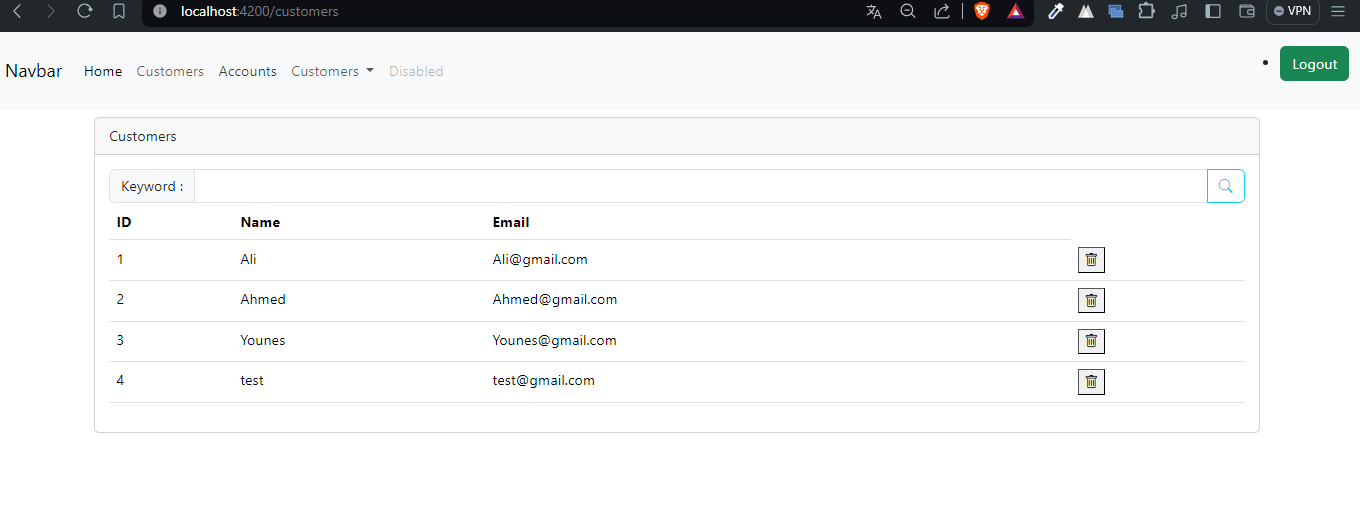 localhost:4200/customers
VPN
Navbar Home Customers Accounts Customers Disabled Logout
Customers
Keyword :
ID Name Email
1 Ali Ali@gmail.com
2 Ahmed Ahmed@gmail.com
3 Younes Younes@gmail.com
4 test test@gmail.com